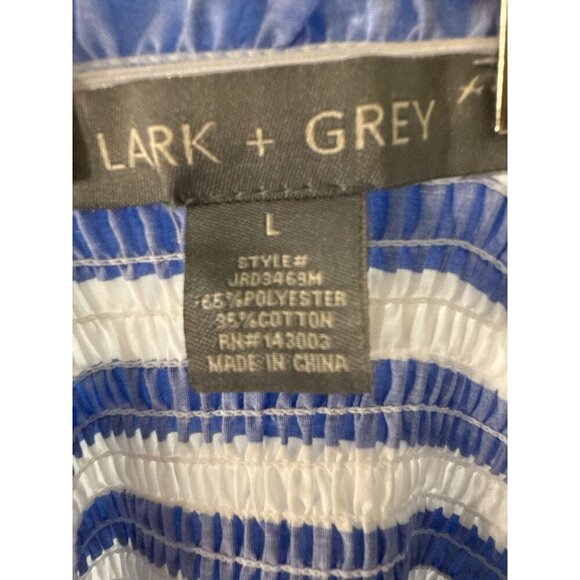 LARK + GREY
L
STYLE#
JRD3469M
65%POLYESTER
35%COTTON
RN#143003
MADE IN CHINA